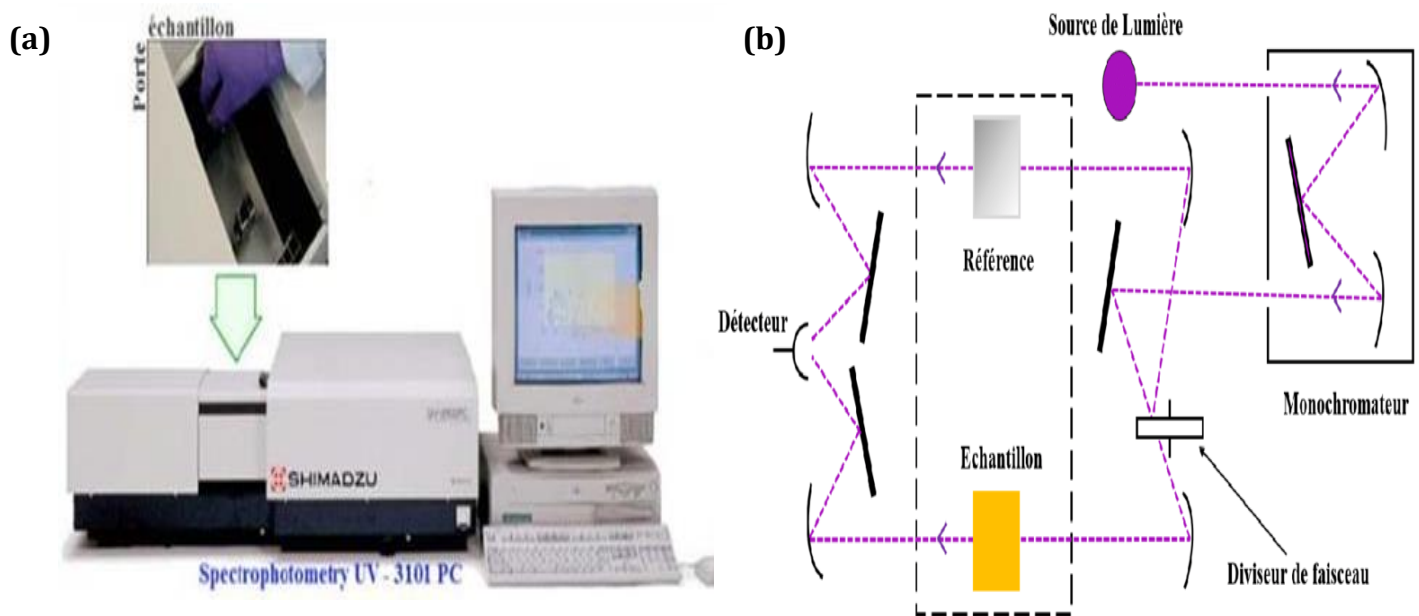 (a)
échantillon
Porte
SHIMADZU
Spectrophotometry UV - 3101 PC
(b)
Source de Lumière
Référence
Détecteur
Monochromateur
Echantillon
Diviseur de faisceau